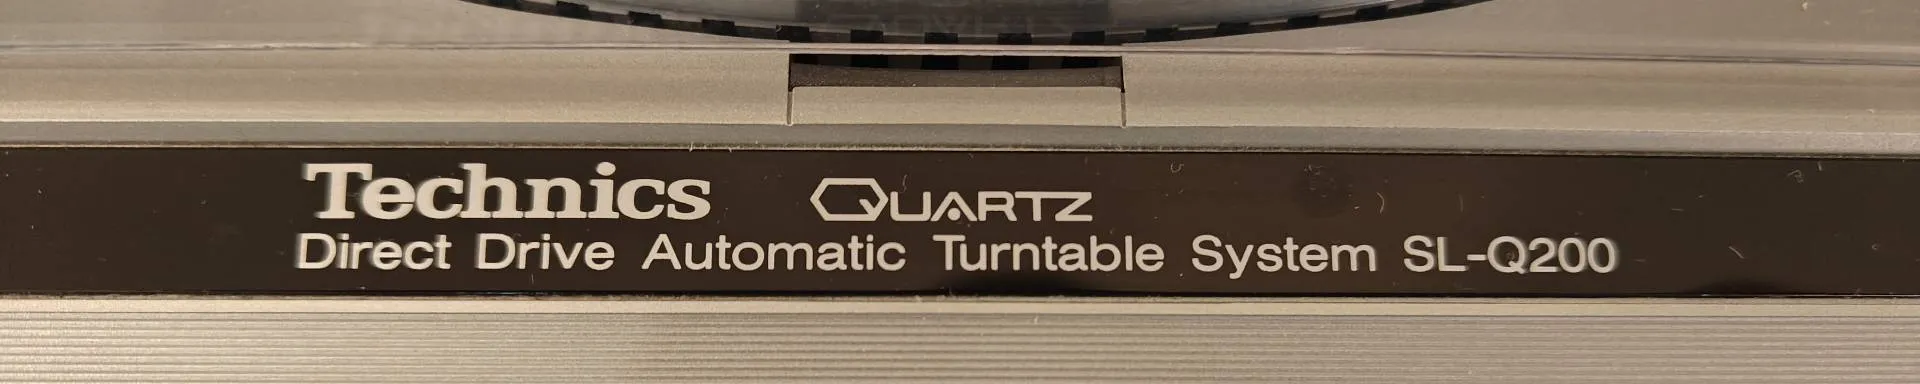 Technics QUARTZ
Direct Drive Automatic Turntable System SL-Q200